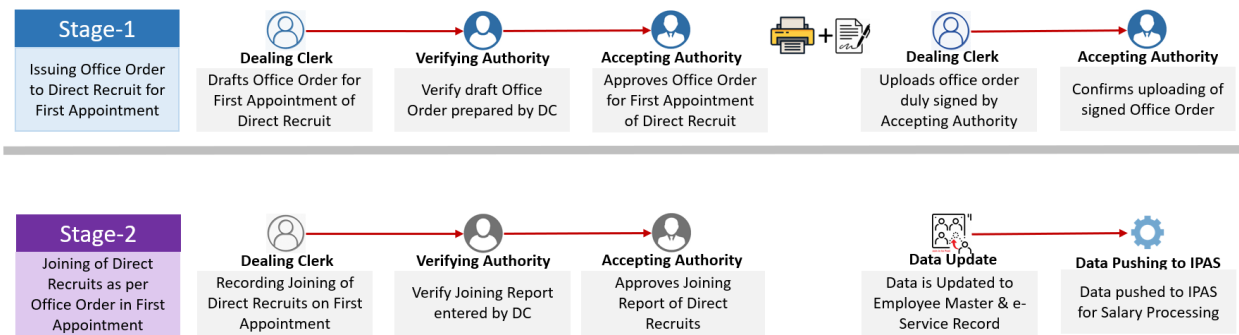 Stage-1
Issuing Office Order
to Direct Recruit for
First Appointment
Dealing Clerk
Drafts Office Order for
First Appointment of
Direct Recruit
Verifying Authority
Verify draft Office
Order prepared by DC
Accepting Authority
Approves Office Order
for First Appointment
of Direct Recruit
+
Dealing Clerk
Uploads office order
duly signed by
Accepting Authority
Accepting Authority
Confirms uploading of
signed Office Order
Stage-2
Joining of Direct
Recruits as per
Office Order in First
Appointment
Dealing Clerk
Recording Joining of
Direct Recruits on First
Appointment
Verifying Authority
Verify Joining Report
entered by DC
Accepting Authority
Approves Joining
Report of Direct
Recruits
Data Update
Data is Updated to
Employee Master & e-
Service Record
Data Pushing to IPAS
Data pushed to IPAS
for Salary Processing